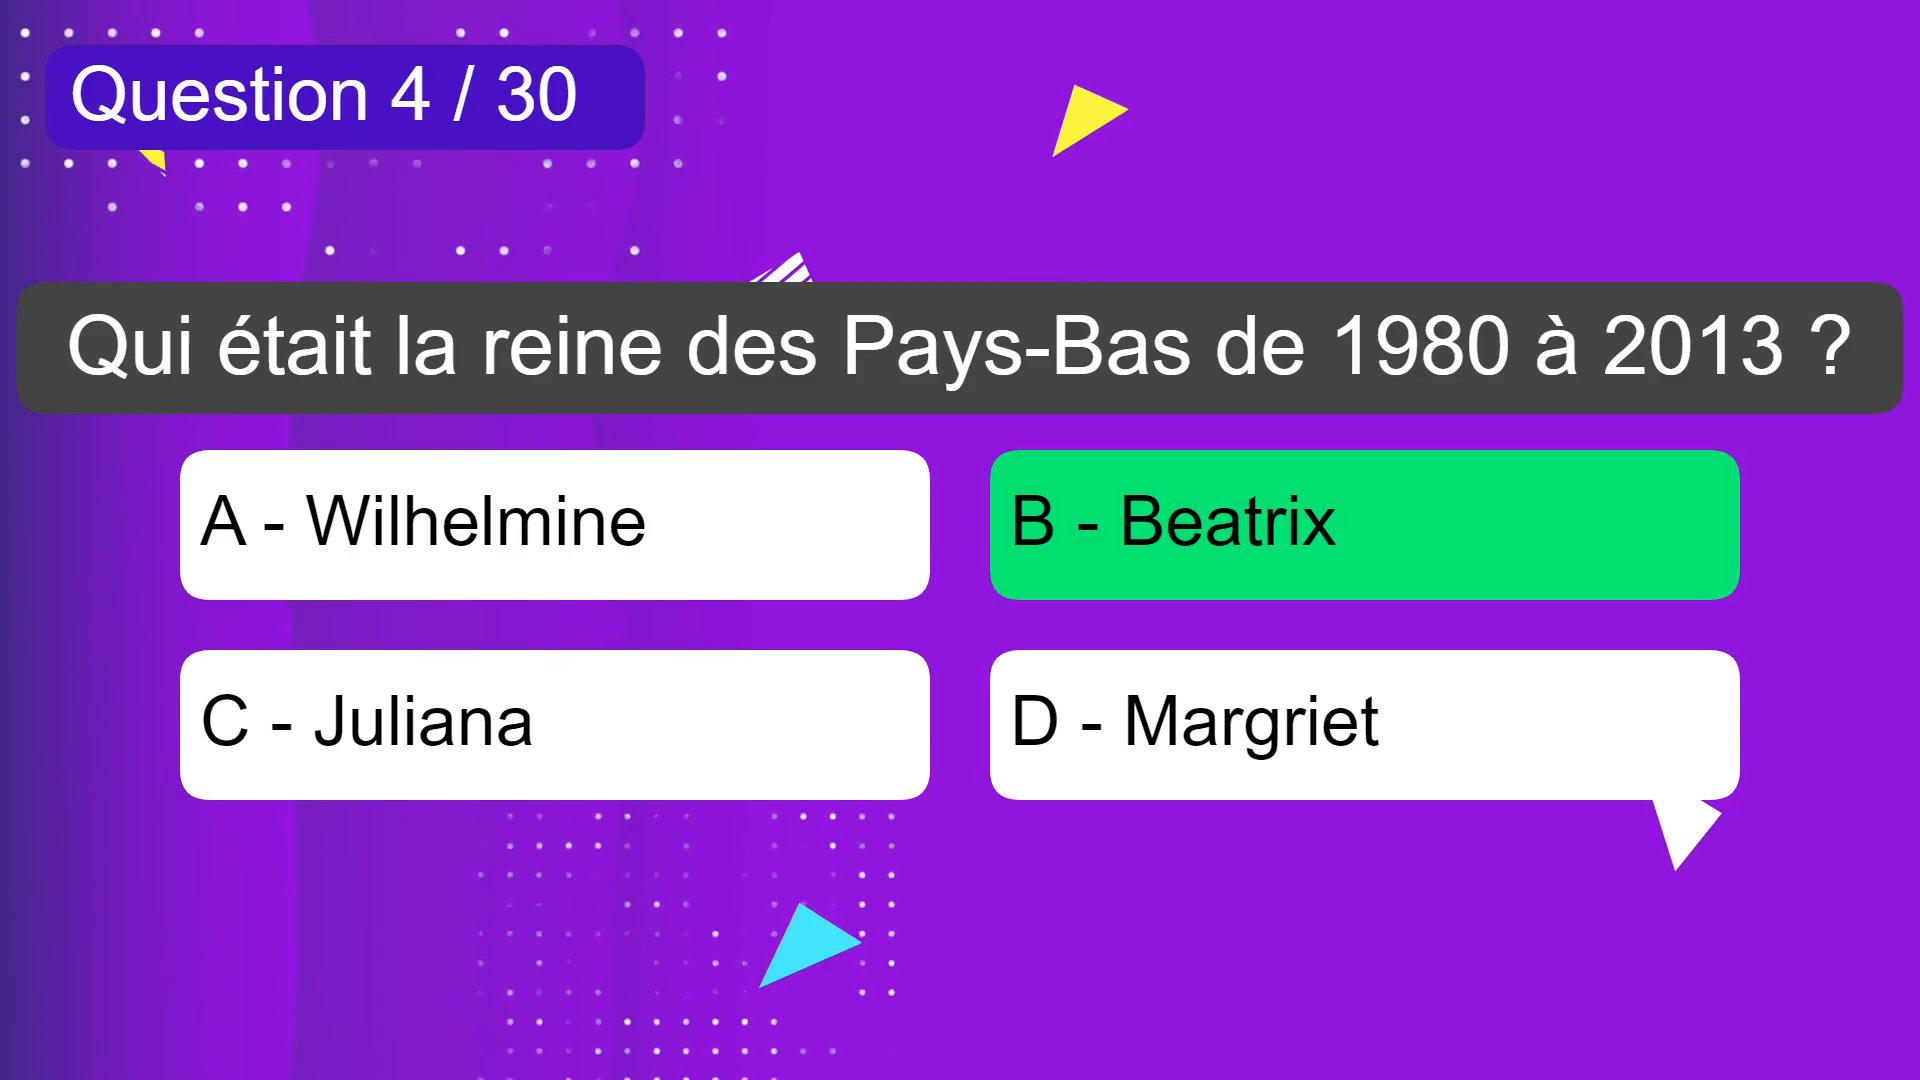 Question 4 / 30
Qui était la reine des Pays-Bas de 1980 à 2013 ?
A - Wilhelmine
B - Beatrix
C - Juliana
D - Margriet